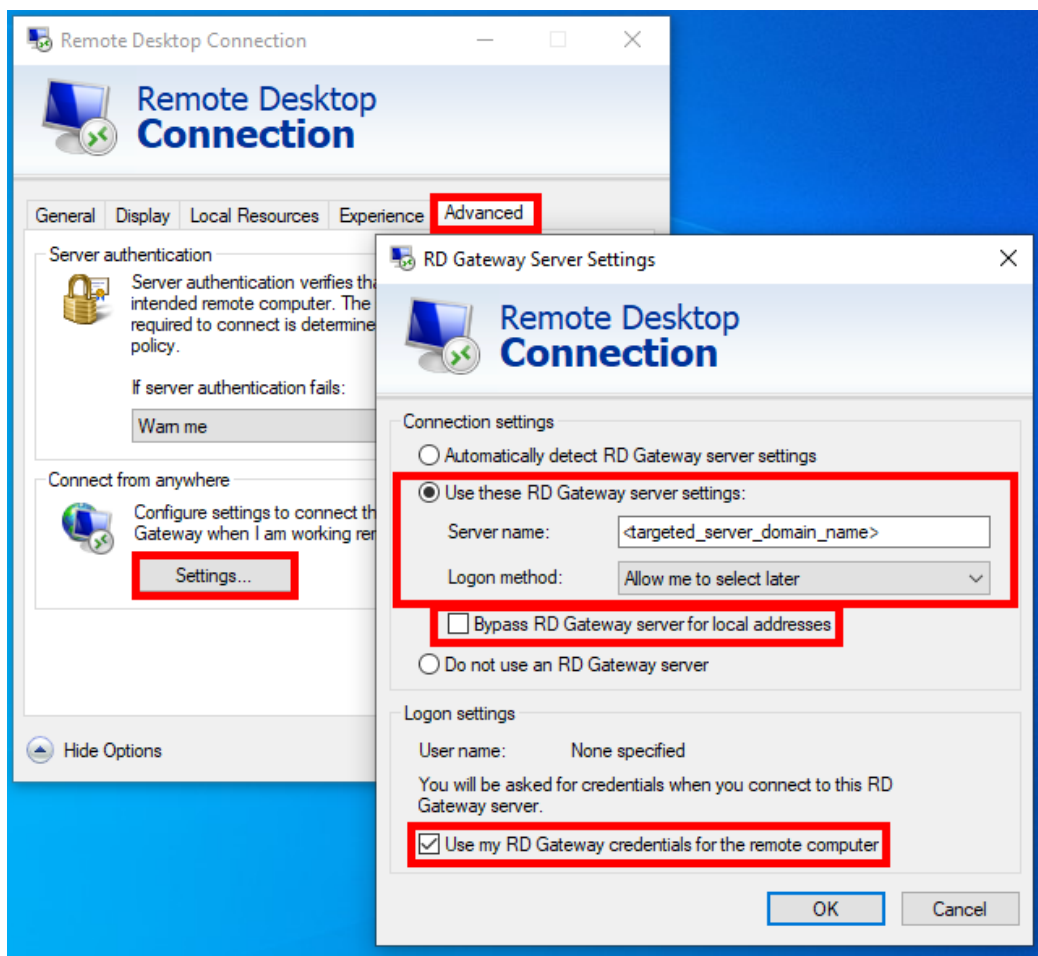 Remote Desktop Connection
Remote Desktop
Connection
General Display Local Resources Experience Advanced
Server authentication
Server authentication verifies
intended remote computer. The
required to connect is
policy.
If server authentication fails:
Warn me
Connect from anywhere
Configure settings to connect
Gateway when I am working
Settings...
Hide Options
RD Gateway Server Settings
Remote Desktop
Connection
Connection settings
Automatically detect RD Gateway server settings
Use these RD Gateway server settings:
Server name: <targeted_server_domain_name>
Logon method: Allow me to select later
Bypass RD Gateway server for local addresses
Do not use an RD Gateway server
Logon settings
User name: None specified
You will be asked for credentials when you connect to this RD
Gateway server.
Use my RD Gateway credentials for the remote computer
OK Cancel